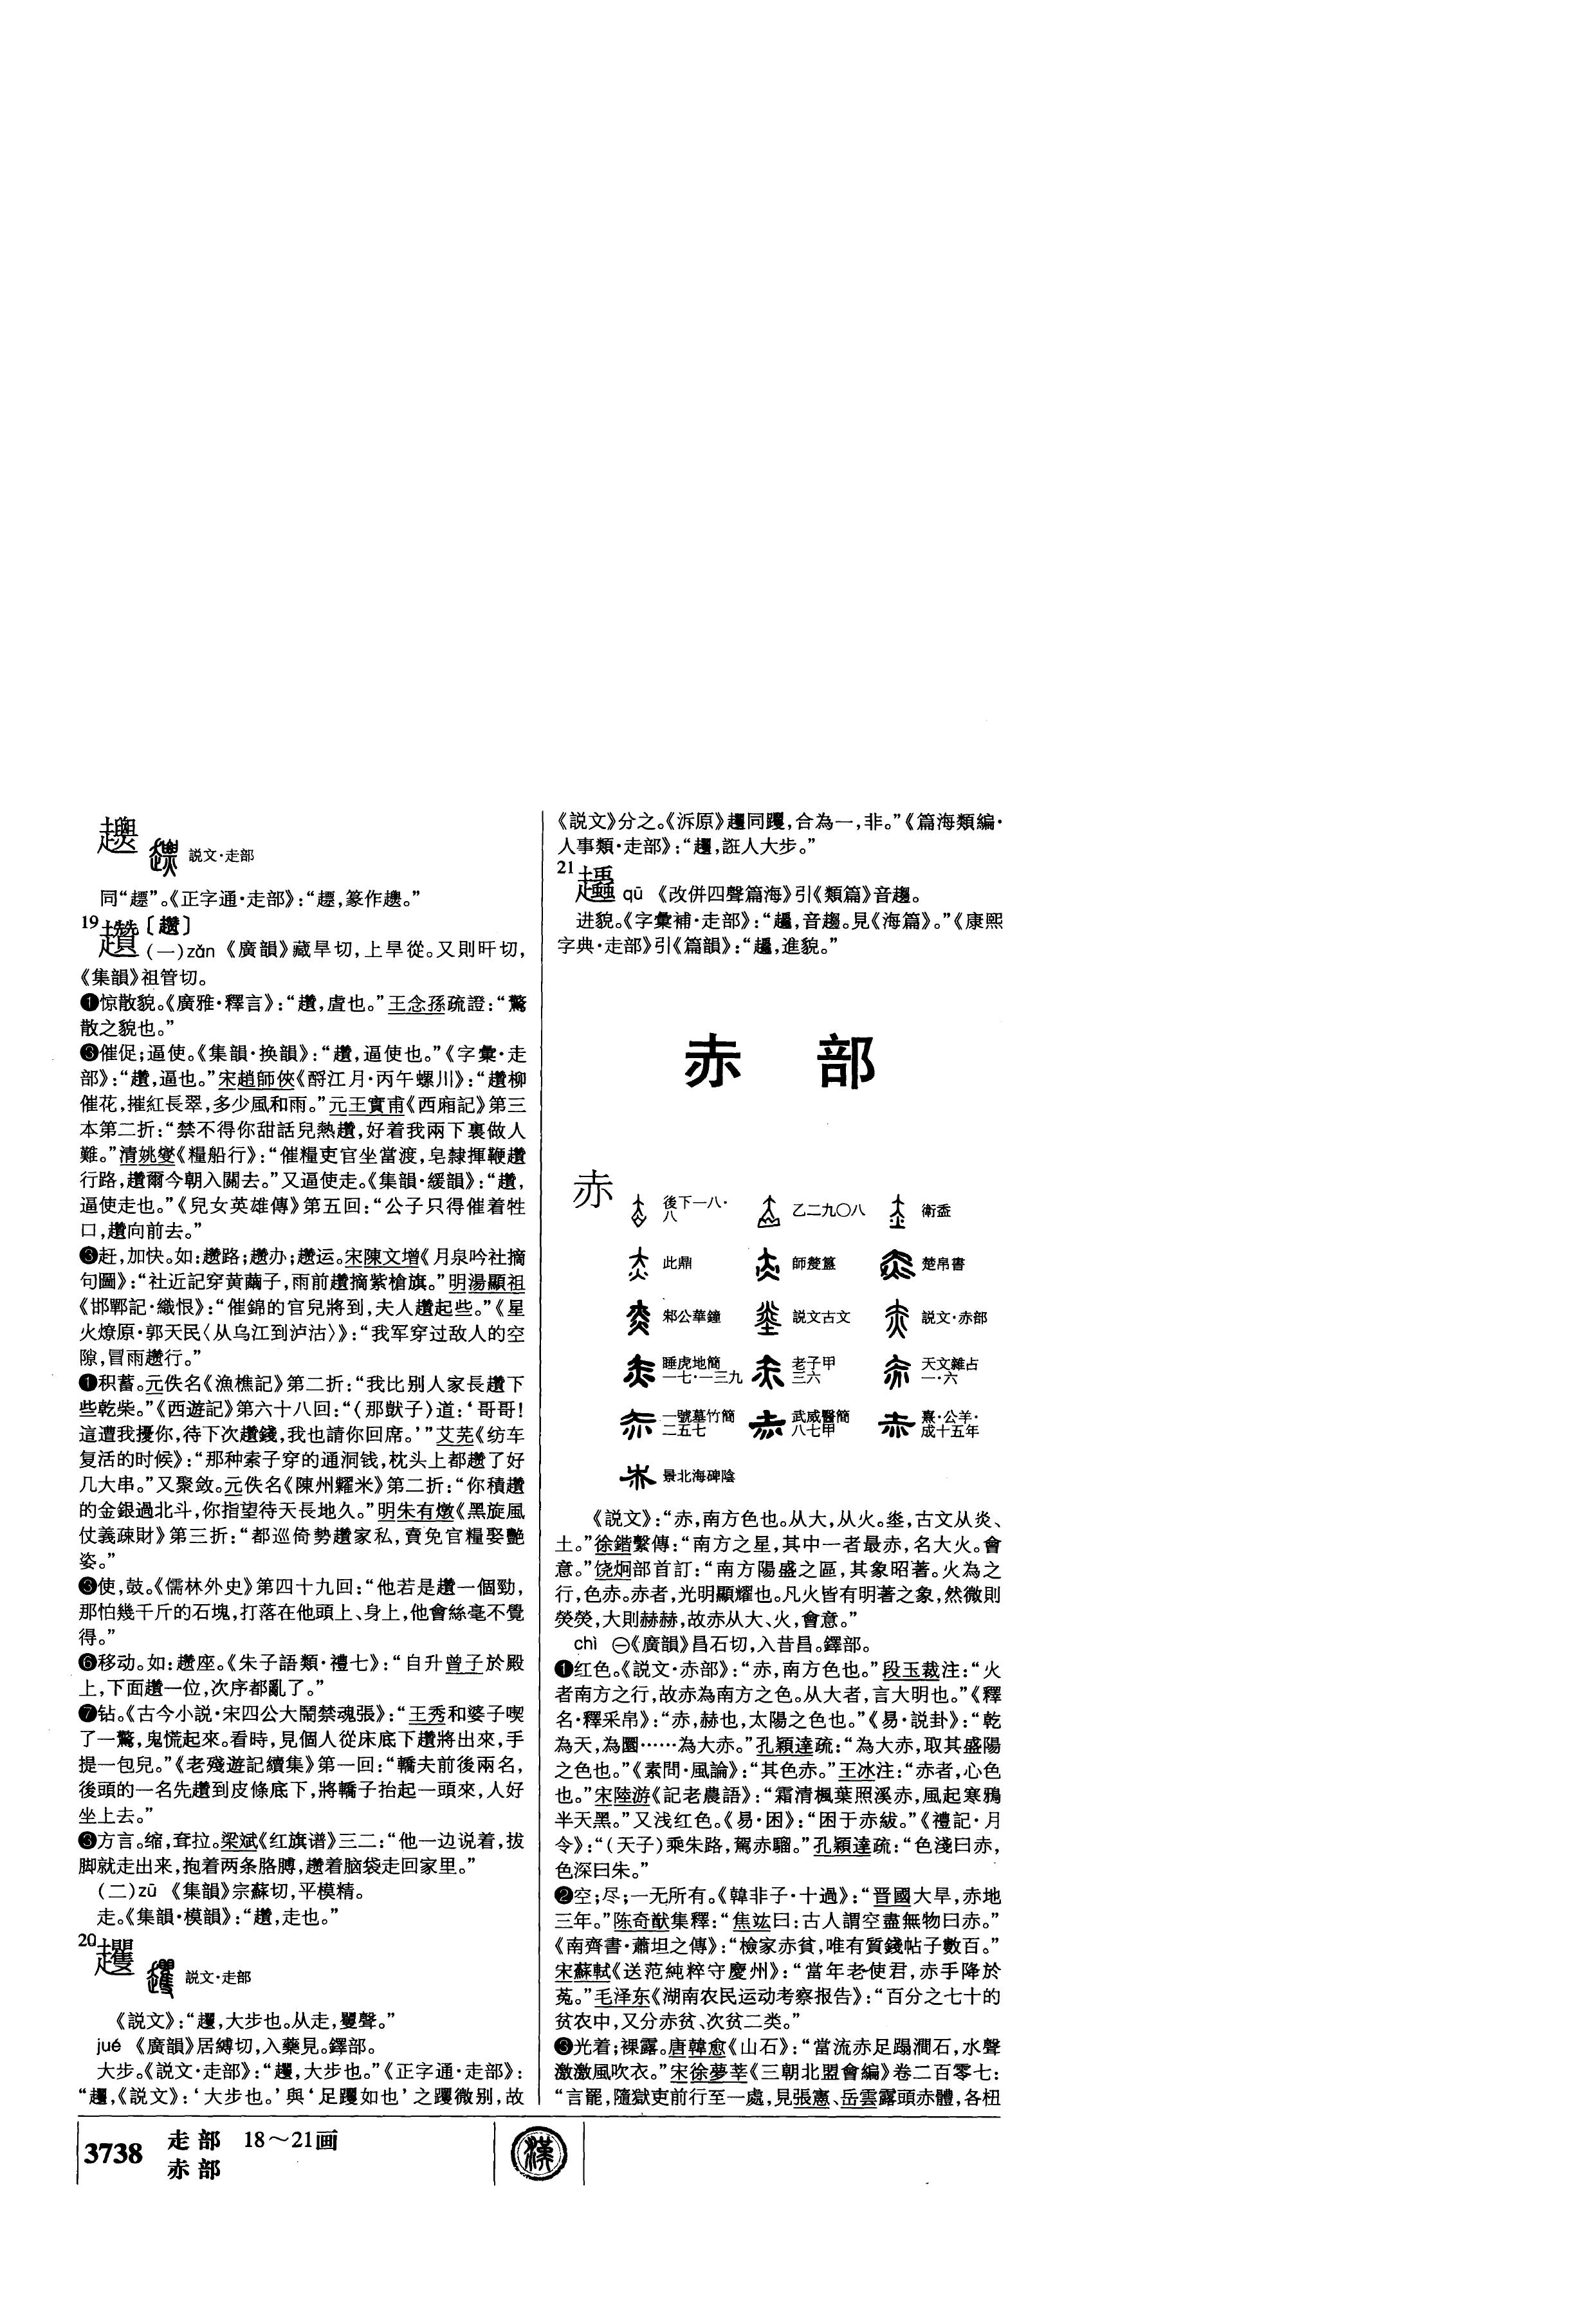 説文·走部
19
〔趲〕
趲(一)zǎn《廣韻》藏旱切,上旱從。又則旰切,
《集韻》祖管切。
❶惊散貌。《廣雅·釋言》:“趲,也。”王念孫疏證:“驚
散之貌也。”
催促;逼使。《集韻·换韻》:“趲,逼使也。”《字彙·走
部》:“趲,逼也。”宋趙師俠《酹江月·丙午螺川》:“趲柳
催花,摧紅長翠,多少風和雨。”元王實甫《西廂記》第三
本第二折:“禁不得你甜話兒熱趲,好着我兩下裏做人
難。”清姚燮《糧船行》:“催糧吏官坐當渡,皂隸揮鞭趲
行路,趲爾今朝入關去。”又逼使走。《集韻·緩韻》:“趲,
逼使走也。”《兒女英雄傳》第五回:“公子只得催着牲
口,趲向前去。”
❸赶,加快。如:趲路;趲办;趲运。宋陳文增《月泉吟社摘
句圖》:“社近記穿黄繭子,雨前趲摘紫槍旗。”明湯顯祖
《邯鄲記·織恨》:“催錦的官兒將到,夫人趲起些。”《星
火燎原·郭天民〈从乌江到泸沽〉》:“我军穿过敌人的空
隙,冒雨趲行。”
积蓄。元佚名《漁樵記》第二折:“我比别人家長趲下
些乾柴。”《西遊記》第六十八回:“(那獃子)道:‘哥哥!
這遭我擾你,待下次趲錢,我也請你回席。’”艾芜《纺车
复活的时候》:“那种索子穿的通洞钱,枕头上都趲了好
几大串。”又聚敛。元佚名《陳州糶米》第二折:“你積趲
的金銀過北斗,你指望待天長地久。”明朱有燉《黑旋風
仗義疎財》第三折:“都巡倚勢趲家私,賣免官糧娶艷
姿。”
使,鼓。《儒林外史》第四十九回:“他若是趲一個勁,
那怕幾千斤的石塊,打落在他頭上、身上,他會絲毫不覺
得。”
❻移动。如:趲座。《朱子語類·禮七》:“自升曾子於殿
上,下面趲一位,次序都亂了。”
❼钻。《古今小説·宋四公大鬧禁魂張》:“王秀和婆子喫
了一驚,鬼慌起來。看時,見個人從床底下趲將出來,手
提一包兒。”《老殘遊記續集》第一回:“轎夫前後兩名,
後頭的一名先趲到皮條底下,將轎子抬起一頭來,人好
坐上去。”
方言。缩,耷拉。梁斌《红旗谱》三二:“他一边说着,拔
脚就走出来,抱着两条胳膊,趲着脑袋走回家里。”
(二)zū《集韻》宗蘇切,平模精。
走。《集韻·模韻》:“趲,走也。”
20
趯 説文·走部
《説文》:“,大步也。从走,矍聲。”
jué《廣韻》居縛切,入藥見。鐸部。
大步。《説文·走部》:“,大步也。”《正字通·走部》:
“,《説文》:‘大步也。’與‘足躩如也’之躩微别,故
《説文》分之。《泝原》同躩,合為一,非。”《篇海類編·
人事類·走部》:“,誑人大步。”
21
qū《改併四聲篇海》引《類篇》音趨。
进貌。《字彙補·走部》:“,音趨。見《海篇》。”《康熙
字典·走部》引《篇韻》:“,進貌。”
赤 部
赤 後下一八·八 乙二九〇八 衛盉
此鼎 師簋 楚帛書
邾公華鐘 説文古文 説文·赤部
睡虎地簡一七·一三九 老子甲三六 天文雜占一·六
一號墓竹簡二五七 武威醫簡八七甲 熹·公羊·成十五年
景北海碑陰
《説文》:“赤,南方色也。从大,从火。烾,古文从炎、
土。”徐鍇繫傳:“南方之星,其中一者最赤,名大火。會
意。”饶炯部首訂:“南方陽盛之區,其象昭著。火為之
行,色赤。赤者,光明顯耀也。凡火皆有明著之象,然微則
熒熒,大則赫赫,故赤从大、火,會意。”
chì ㊀《廣韻》昌石切,入昔昌。鐸部。
❶红色。《説文·赤部》:“赤,南方色也。”段玉裁注:“火
者南方之行,故赤為南方之色。从大者,言大明也。”《釋
名·釋采帛》:“赤,赫也,太陽之色也。”《易·説卦》:“乾
為天,為圜……為大赤。”孔穎達疏:“為大赤,取其盛陽
之色也。”《素問·風論》:“其色赤。”王冰注:“赤者,心色
也。”宋陸游《記老農語》:“霜清楓葉照溪赤,風起寒鴉
半天黑。”又浅红色。《易·困》:“困于赤紱。”《禮記·月
令》:“(天子)乘朱路,駕赤騮。”孔穎達疏:“色淺曰赤,
色深曰朱。”
❷空;尽;一无所有。《韓非子·十過》:“晋國大旱,赤地
三年。”陈奇猷集釋:“焦竑曰:古人謂空盡無物曰赤。”
《南齊書·蕭坦之傳》:“檢家赤貧,唯有質錢帖子數百。”
宋蘇軾《送范純粹守慶州》:“當年老使君,赤手降於
菟。”毛泽东《湖南农民运动考察报告》:“百分之七十的
贫农中,又分赤贫、次贫二类。”
❸光着;裸露。唐韓愈《山石》:“當流赤足蹋澗石,水聲
激激風吹衣。”宋徐夢莘《三朝北盟會編》卷二百零七:
“言罷,隨獄吏前行至一處,見張憲、岳雲露頭赤體,各杻
3738 走部 18～21画
赤部
漢